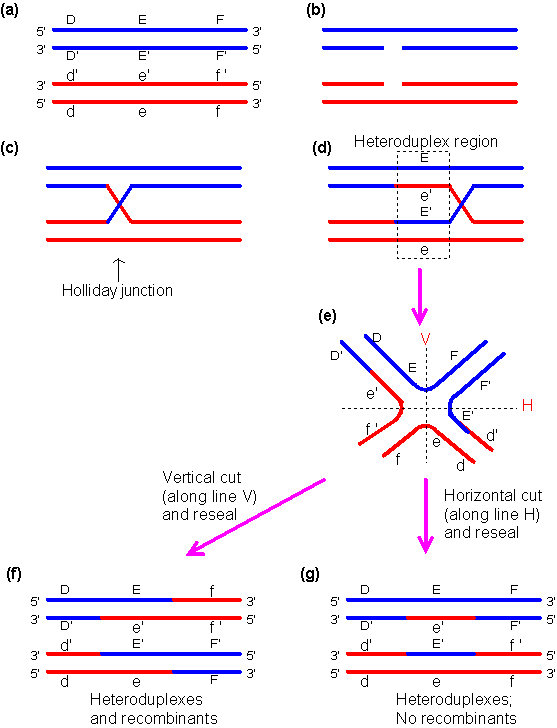 (a)
D E F
5' 3'
3' 5'
D' E' F'
d' e' f'
3' 5'
5' 3'
d e f
(b)
(c)
Holliday junction
(d)
Heteroduplex region
E
e'
E'
e
(e)
D' D E V F F'
e' E' H
f' f e d d'
Vertical cut
(along line V)
and reseal
Horizontal cut
(along line H)
and reseal
(f)
D E f
5' 3'
3' 5'
D' e' f'
d' E' F'
3' 5'
5' 3'
d e F
Heteroduplexes
and recombinants
(g)
D E F
5' 3'
3' 5'
D' e' F'
d' E' f'
3' 5'
5' 3'
d e f
Heteroduplexes;
No recombinants